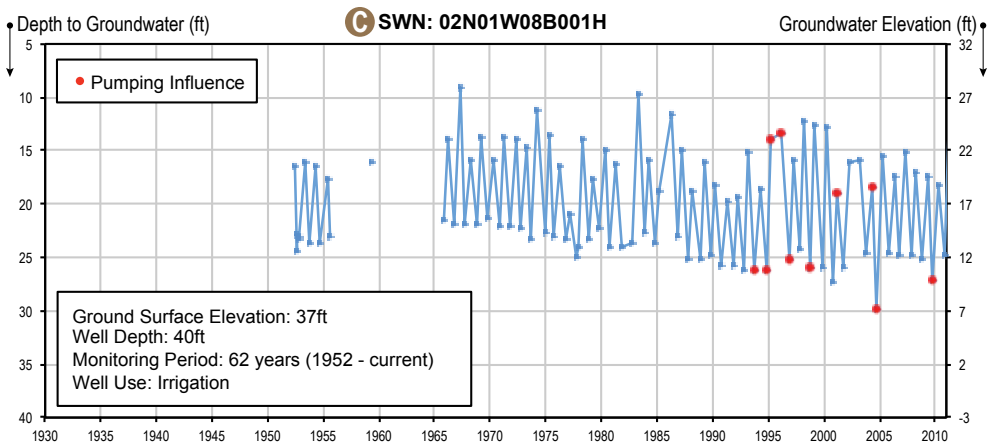 Depth to Groundwater (ft)
C SWN: 02N01W08B001H
Groundwater Elevation (ft)
5
10
15
20
25
30
35
40
32
27
22
17
12
7
2
-3
Pumping Influence
Ground Surface Elevation: 37ft
Well Depth: 40ft
Monitoring Period: 62 years (1952 - current)
Well Use: Irrigation
1930 1935 1940 1945 1950 1955 1960 1965 1970 1975 1980 1985 1990 1995 2000 2005 2010